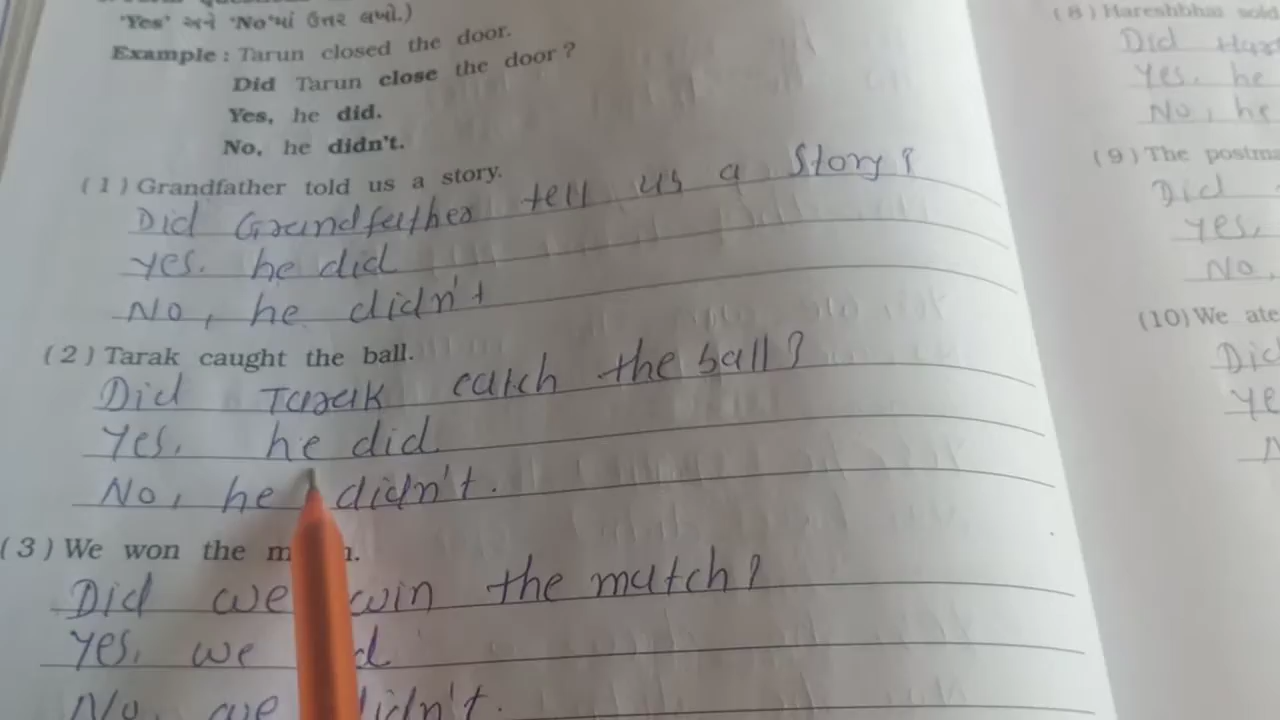 'Yes' અને 'No'માં ઉત્તર લખો.)
Example : Tarun closed the door.
Did Tarun close the door ?
Yes, he did.
No, he didn't.
(1) Grandfather told us a story.
Did Grandfather tell us a story?
Yes. he did
No, he didn't
(2) Tarak caught the ball.
Did Tarak catch the ball?
Yes, he did
No, he didn't.
(3) We won the
Did we win the match?
Yes, we
No, we didn't.
(8) Hareshbhai sold
Did
Yes, he
No, he
(9) The
Did
Yes,
No,
(10) We ate